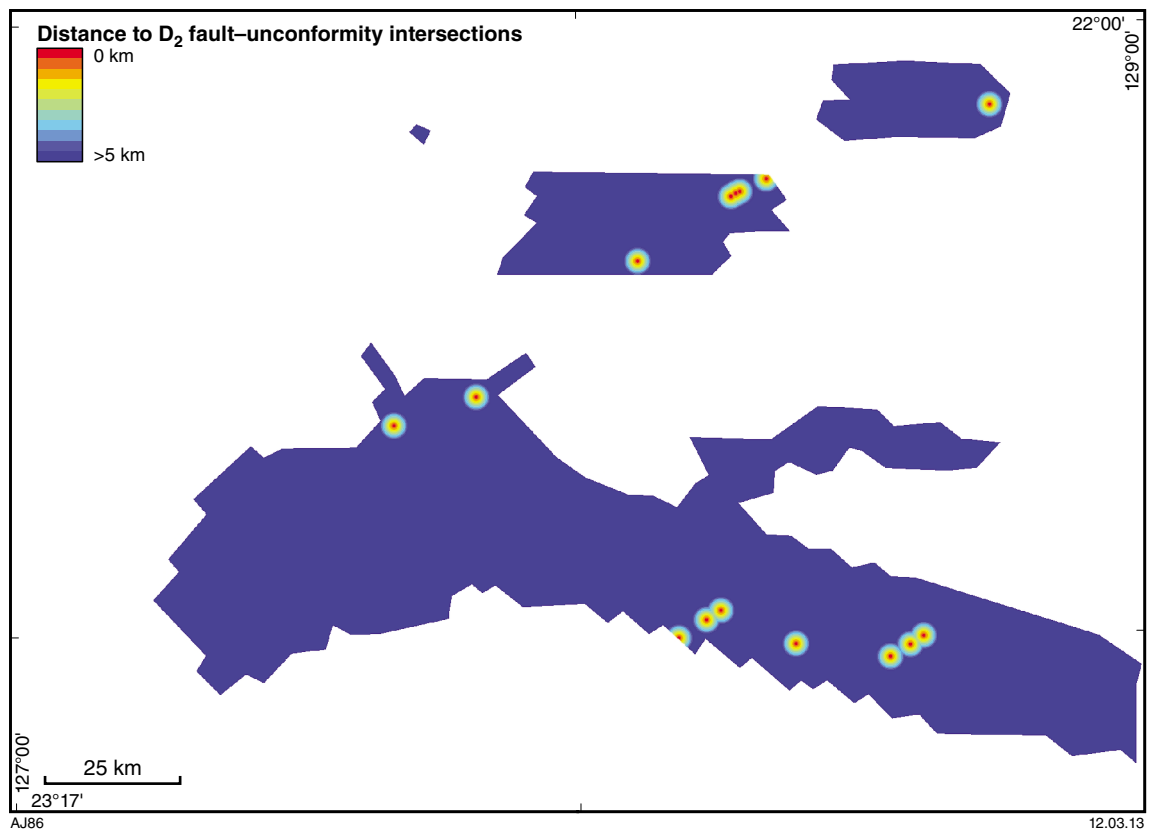 Distance to D2 fault–unconformity intersections
0 km
>5 km
22°00'
129°00'
127°00'
25 km
23°17'
AJ86
12.03.13